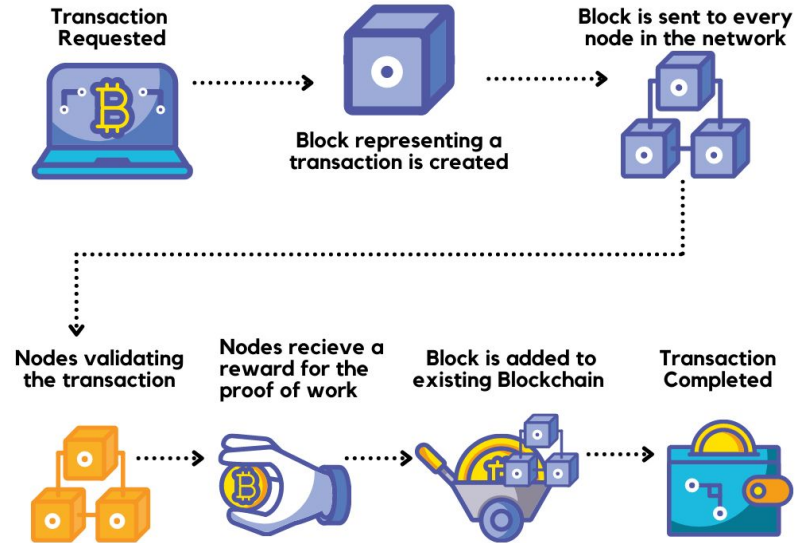 Transaction
Requested
Block representing a
transaction is created
Block is sent to every
node in the network
Nodes validating
the transaction
Nodes recieve a
reward for the
proof of work
Block is added to
existing Blockchain
Transaction
Completed